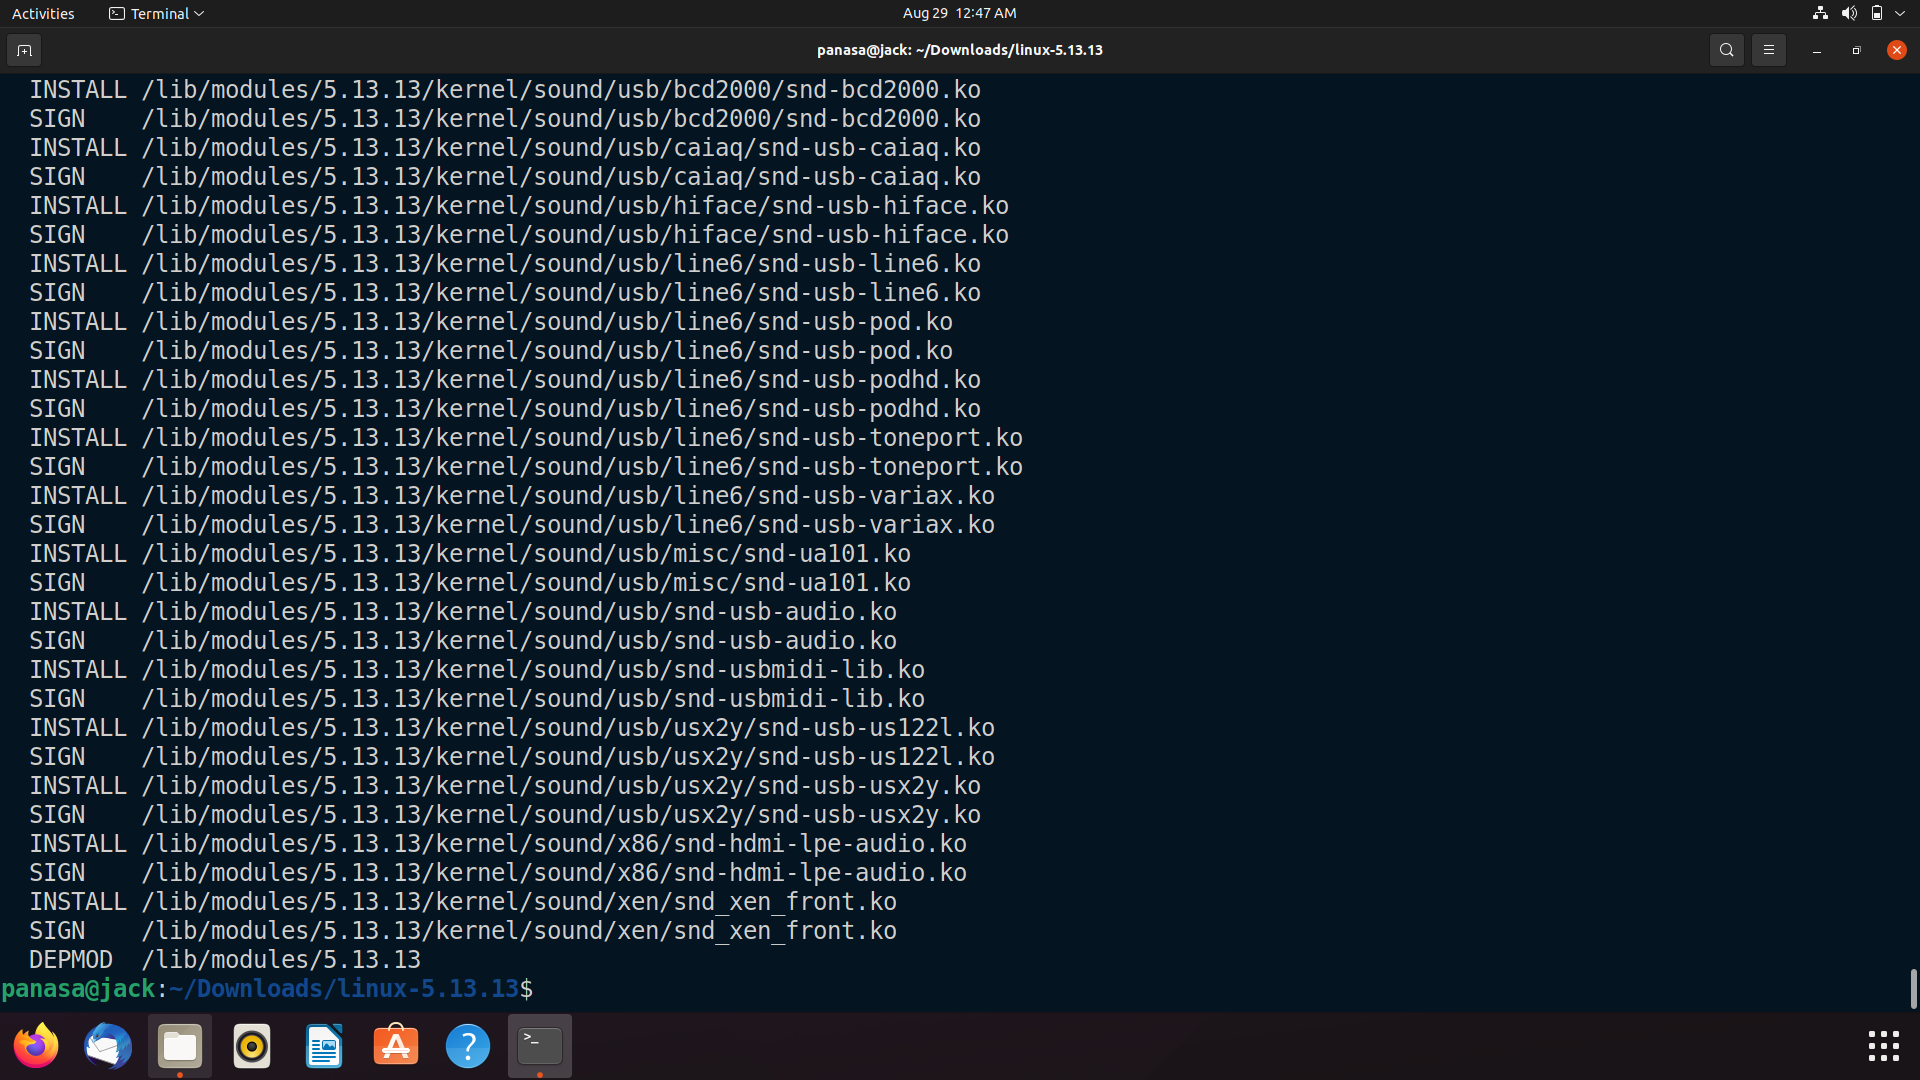 Activities Terminal Aug 29 12:47 AM
panasa@jack: ~/Downloads/linux-5.13.13
INSTALL /lib/modules/5.13.13/kernel/sound/usb/bcd2000/snd-bcd2000.ko
SIGN /lib/modules/5.13.13/kernel/sound/usb/bcd2000/snd-bcd2000.ko
INSTALL /lib/modules/5.13.13/kernel/sound/usb/caiaq/snd-usb-caiaq.ko
SIGN /lib/modules/5.13.13/kernel/sound/usb/caiaq/snd-usb-caiaq.ko
INSTALL /lib/modules/5.13.13/kernel/sound/usb/hiface/snd-usb-hiface.ko
SIGN /lib/modules/5.13.13/kernel/sound/usb/hiface/snd-usb-hiface.ko
INSTALL /lib/modules/5.13.13/kernel/sound/usb/line6/snd-usb-line6.ko
SIGN /lib/modules/5.13.13/kernel/sound/usb/line6/snd-usb-line6.ko
INSTALL /lib/modules/5.13.13/kernel/sound/usb/line6/snd-usb-pod.ko
SIGN /lib/modules/5.13.13/kernel/sound/usb/line6/snd-usb-pod.ko
INSTALL /lib/modules/5.13.13/kernel/sound/usb/line6/snd-usb-podhd.ko
SIGN /lib/modules/5.13.13/kernel/sound/usb/line6/snd-usb-podhd.ko
INSTALL /lib/modules/5.13.13/kernel/sound/usb/line6/snd-usb-toneport.ko
SIGN /lib/modules/5.13.13/kernel/sound/usb/line6/snd-usb-toneport.ko
INSTALL /lib/modules/5.13.13/kernel/sound/usb/line6/snd-usb-variax.ko
SIGN /lib/modules/5.13.13/kernel/sound/usb/line6/snd-usb-variax.ko
INSTALL /lib/modules/5.13.13/kernel/sound/usb/misc/snd-ua101.ko
SIGN /lib/modules/5.13.13/kernel/sound/usb/misc/snd-ua101.ko
INSTALL /lib/modules/5.13.13/kernel/sound/usb/snd-usb-audio.ko
SIGN /lib/modules/5.13.13/kernel/sound/usb/snd-usb-audio.ko
INSTALL /lib/modules/5.13.13/kernel/sound/usb/snd-usbmidi-lib.ko
SIGN /lib/modules/5.13.13/kernel/sound/usb/snd-usbmidi-lib.ko
INSTALL /lib/modules/5.13.13/kernel/sound/usb/usx2y/snd-usb-us122l.ko
SIGN /lib/modules/5.13.13/kernel/sound/usb/usx2y/snd-usb-us122l.ko
INSTALL /lib/modules/5.13.13/kernel/sound/usb/usx2y/snd-usb-usx2y.ko
SIGN /lib/modules/5.13.13/kernel/sound/usb/usx2y/snd-usb-usx2y.ko
INSTALL /lib/modules/5.13.13/kernel/sound/x86/snd-hdmi-lpe-audio.ko
SIGN /lib/modules/5.13.13/kernel/sound/x86/snd-hdmi-lpe-audio.ko
INSTALL /lib/modules/5.13.13/kernel/sound/xen/snd_xen_front.ko
SIGN /lib/modules/5.13.13/kernel/sound/xen/snd_xen_front.ko
DEPMOD /lib/modules/5.13.13
panasa@jack:~/Downloads/linux-5.13.13$